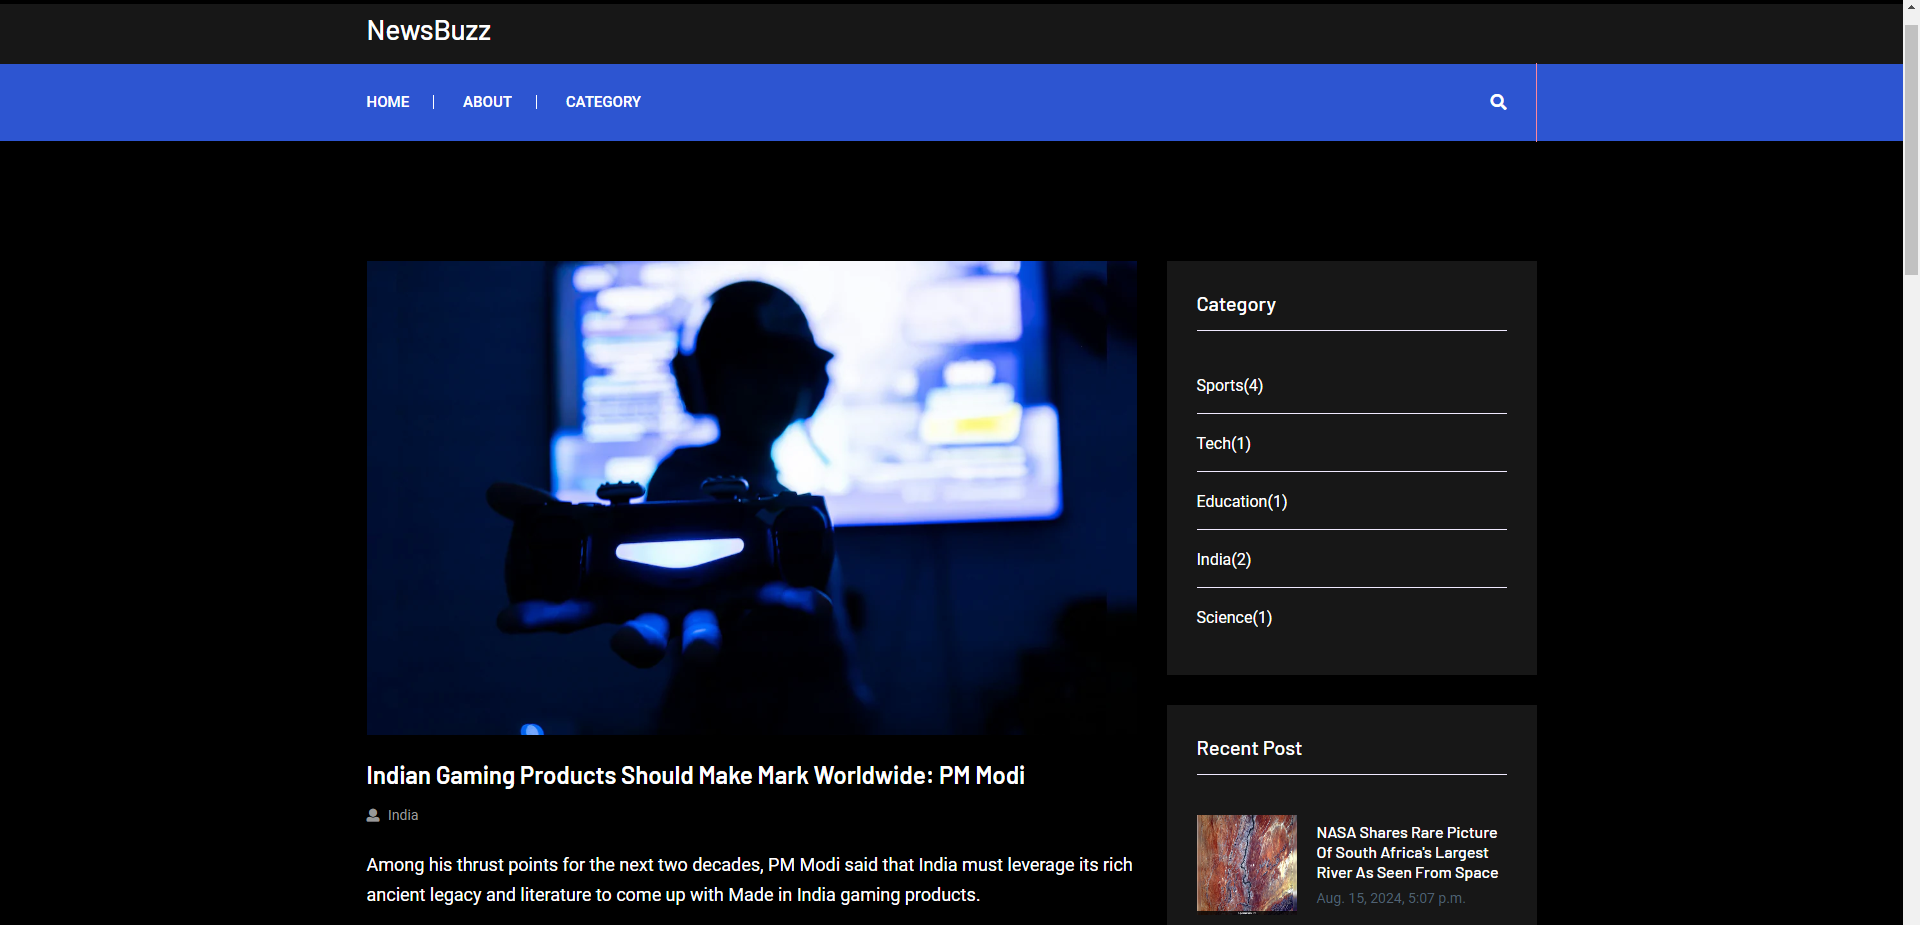 NewsBuzz
HOME
ABOUT
CATEGORY
Indian Gaming Products Should Make Mark Worldwide: PM Modi
India
Among his thrust points for the next two decades, PM Modi said that India must leverage its rich
ancient legacy and literature to come up with Made in India gaming products.
Category
Sports(4)
Tech(1)
Education(1)
India(2)
Science(1)
Recent Post
NASA Shares Rare Picture
Of South Africa's Largest
River As Seen From Space
Aug. 15, 2024, 5:07 p.m.